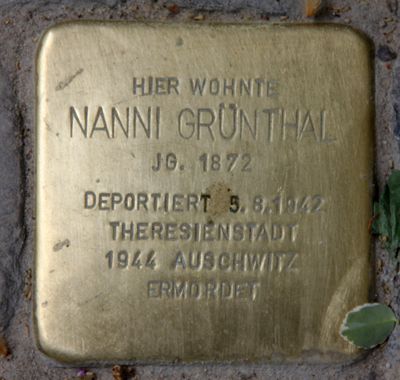 HIER WOHNTE
NANNI GRÜNTHAL
JG. 1872
DEPORTIERT 5.8.1942
THERESIENSTADT
1944 AUSCHWITZ
ERMORDET